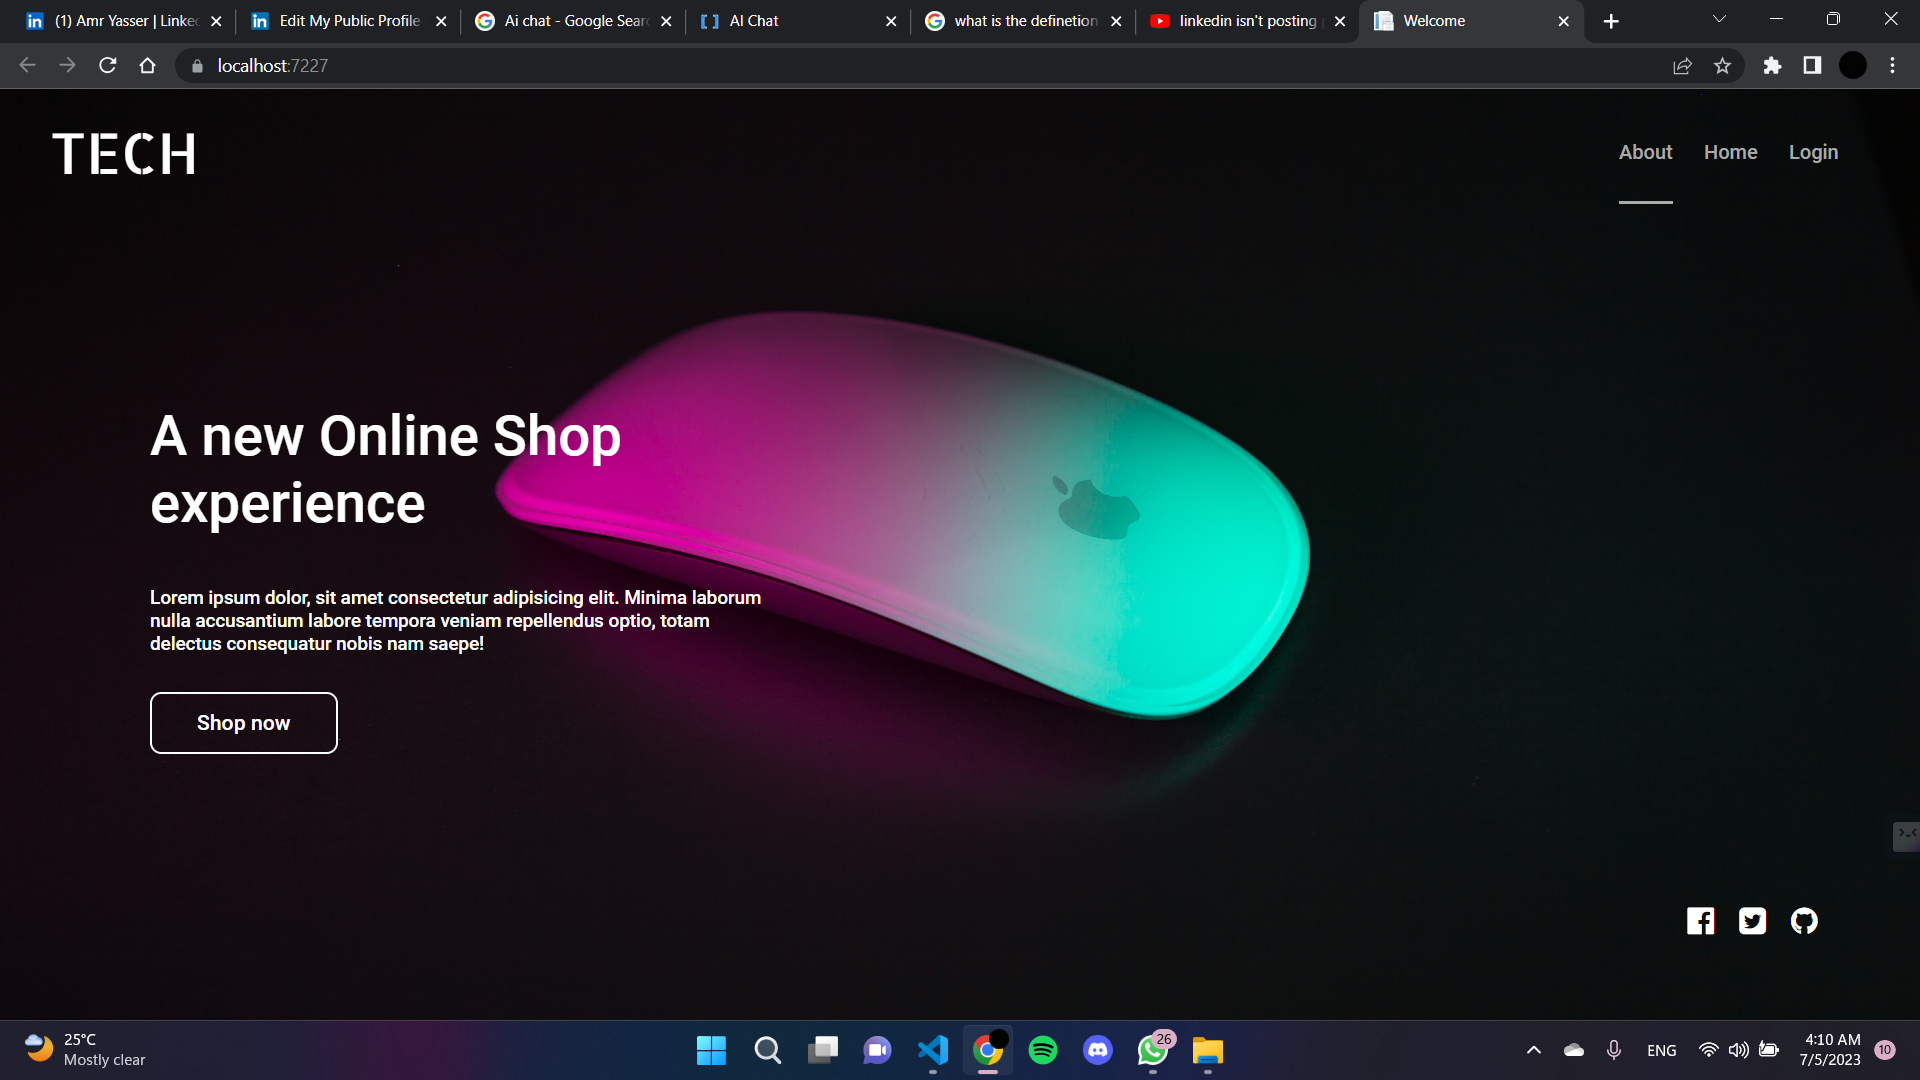 (1) Amr Yasser | Linke
Edit My Public Profile
Ai chat - Google Sear
AI Chat
what is the definetion
linkedin isn't posting
Welcome
localhost:7227
TECH
About
Home
Login
A new Online Shop
experience
Lorem ipsum dolor, sit amet consectetur adipisicing elit. Minima laborum
nulla accusantium labore tempora veniam repellendus optio, totam
delectus consequatur nobis nam saepe!
Shop now
25°C
Mostly clear
26
ENG
4:10 AM
7/5/2023
10